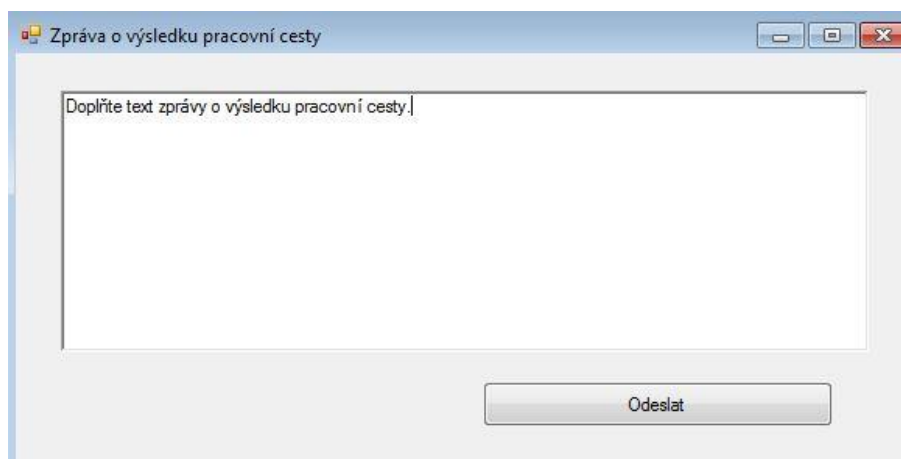 Zpráva o výsledku pracovní cesty
Doplňte text zprávy o výsledku pracovní cesty.
Odeslat